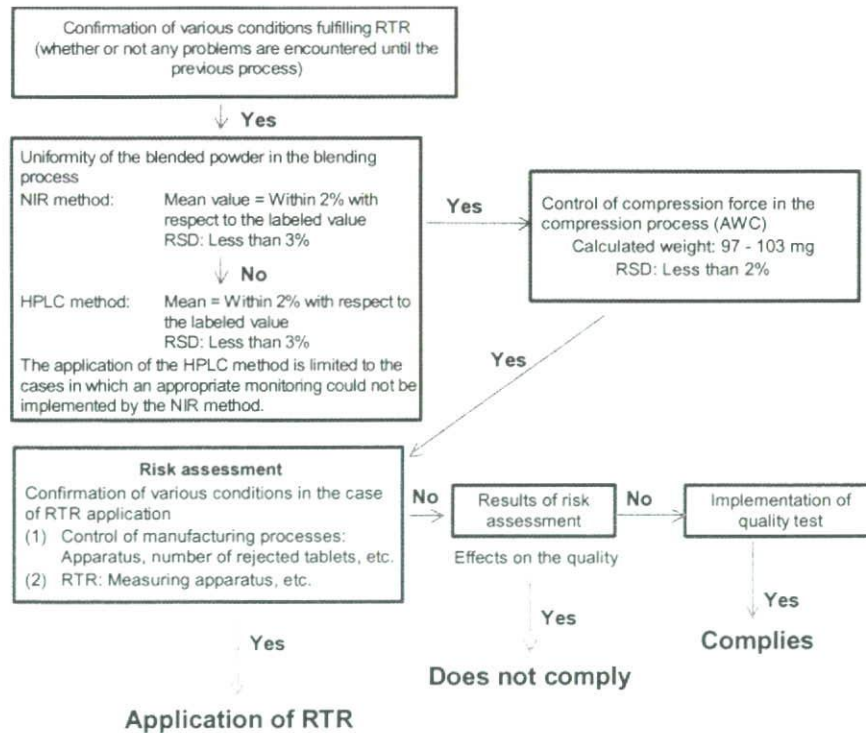 Confirmation of various conditions fulfilling RTR
(whether or not any problems are encountered until the
previous process)
Yes
Uniformity of the blended powder in the blending
process
NIR method: Mean value = Within 2% with
respect to the labeled value
RSD: Less than 3%
No
HPLC method: Mean = Within 2% with respect to
the labeled value
RSD: Less than 3%
The application of the HPLC method is limited to the
cases in which an appropriate monitoring could not be
implemented by the NIR method.
Yes
Control of compression force in the
compression process (AWC)
Calculated weight: 97 - 103 mg
RSD: Less than 2%
Yes
Risk assessment
Confirmation of various conditions in the case
of RTR application
(1) Control of manufacturing processes:
Apparatus, number of rejected tablets, etc.
(2) RTR: Measuring apparatus, etc.
No
Results of risk
assessment
Effects on the quality
No
Implementation of
quality test
Yes
Application of RTR
Yes
Does not comply
Yes
Complies